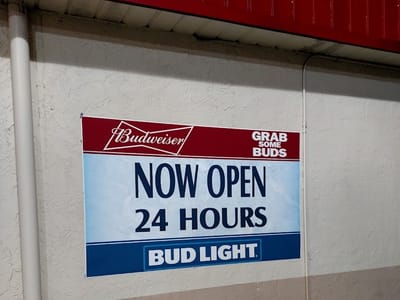 Budweiser
GRAB
SOME
BUDS
NOW OPEN
24 HOURS
BUD LIGHT